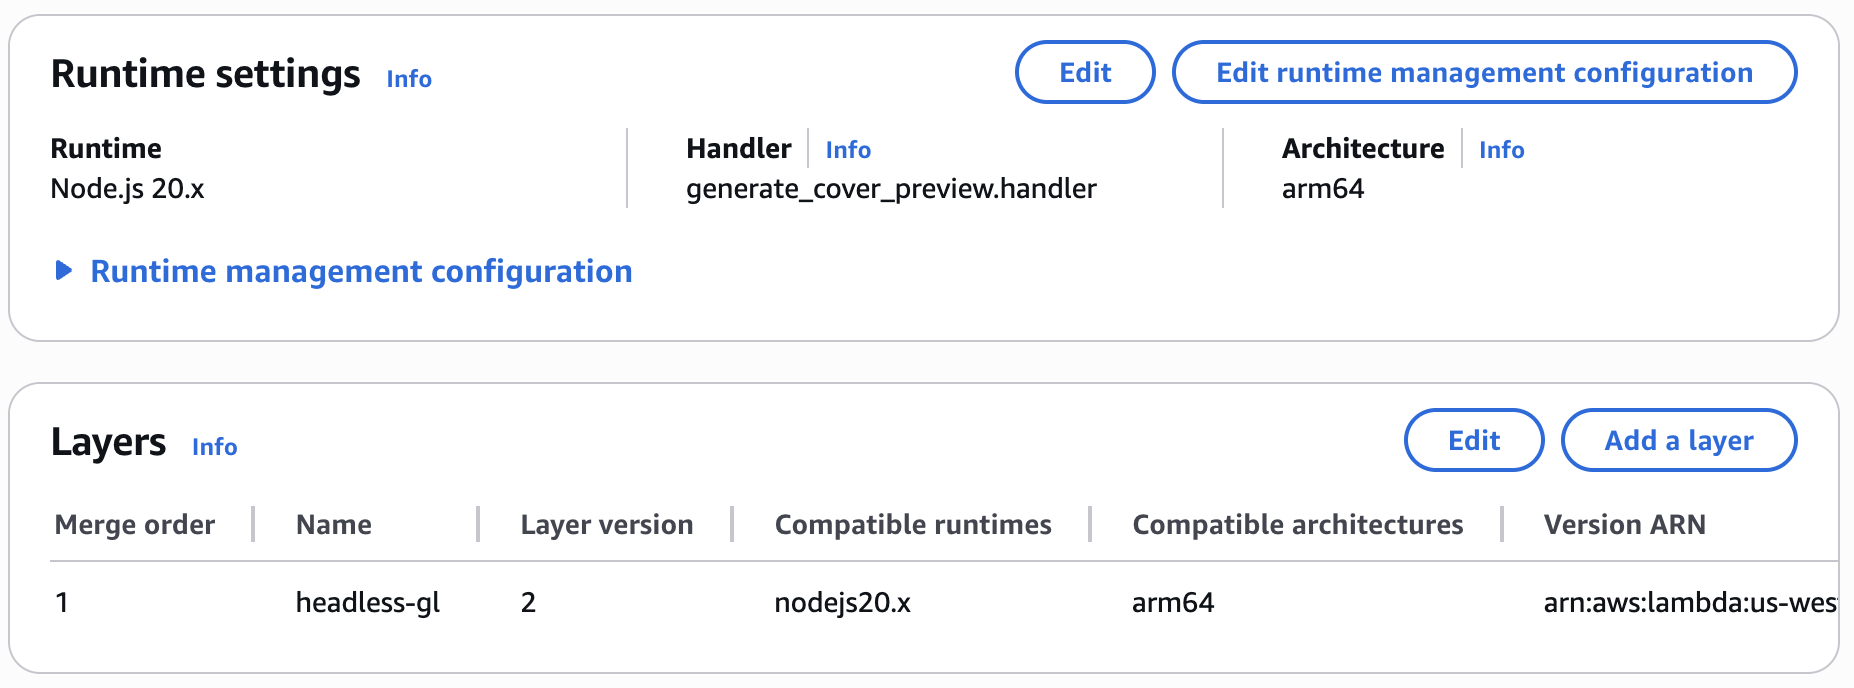 Runtime settings Info Edit Edit runtime management configuration
Runtime Handler Info Architecture Info
Node.js 20.x generate_cover_preview.handler arm64
Runtime management configuration
Layers Info Edit Add a layer
Merge order Name Layer version Compatible runtimes Compatible architectures Version ARN
1 headless-gl 2 nodejs20.x arm64 arn:aws:lambda:us-wes